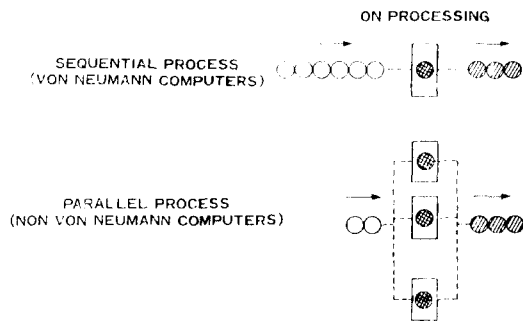 ON PROCESSING
SEQUENTIAL PROCESS
(VON NEUMANN COMPUTERS)
PARALLEL PROCESS
(NON VON NEUMANN COMPUTERS)